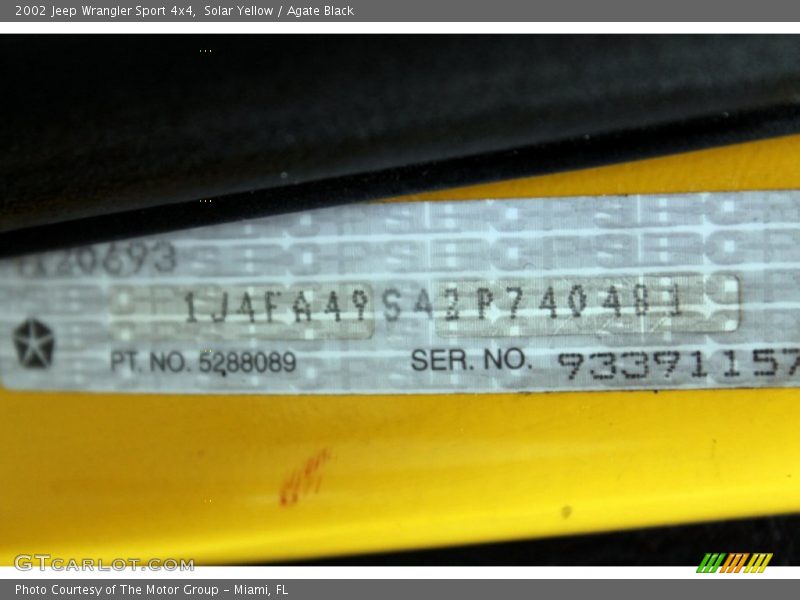 2002 Jeep Wrangler Sport 4x4, Solar Yellow / Agate Black
1J4FA49S42P740481
PT. NO. 5288089 SER. NO. 93391157
GTCARLOT.COM
Photo Courtesy of The Motor Group – Miami, FL